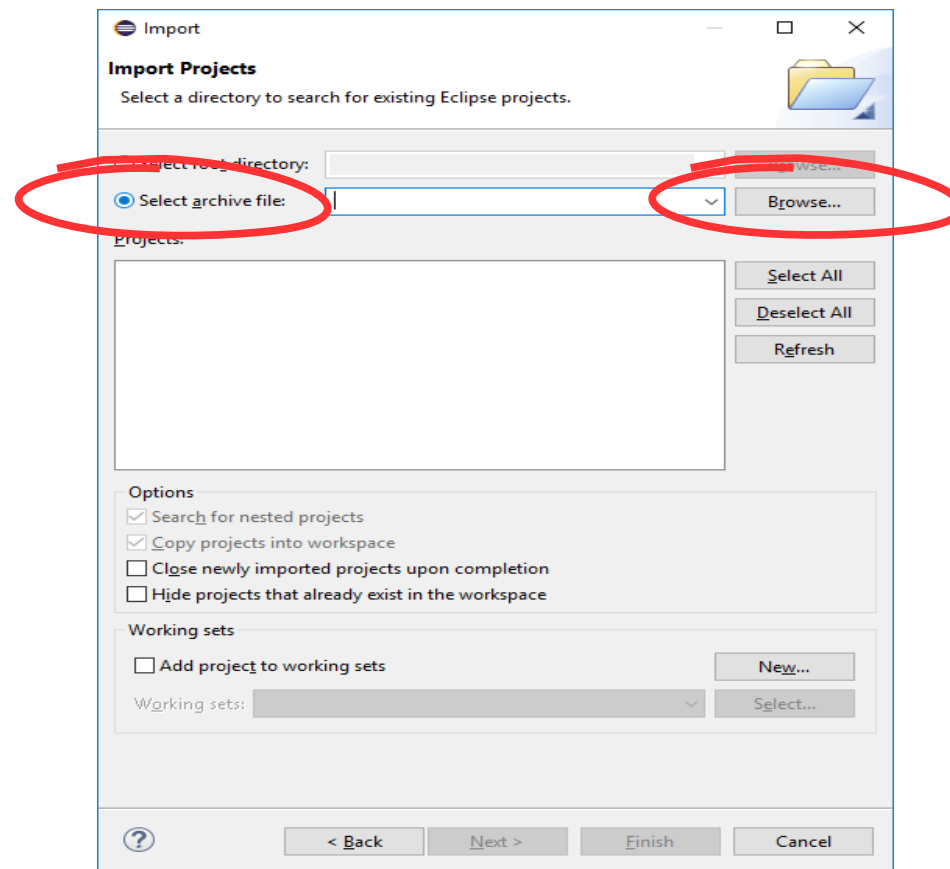 Import
Import Projects
Select a directory to search for existing Eclipse projects.
Select root directory:
Browse...
Select archive file:
Browse...
Projects:
Select All
Deselect All
Refresh
Options
Search for nested projects
Copy projects into workspace
Close newly imported projects upon completion
Hide projects that already exist in the workspace
Working sets
Add project to working sets
New...
Working sets:
Select...
?
< Back
Next >
Finish
Cancel